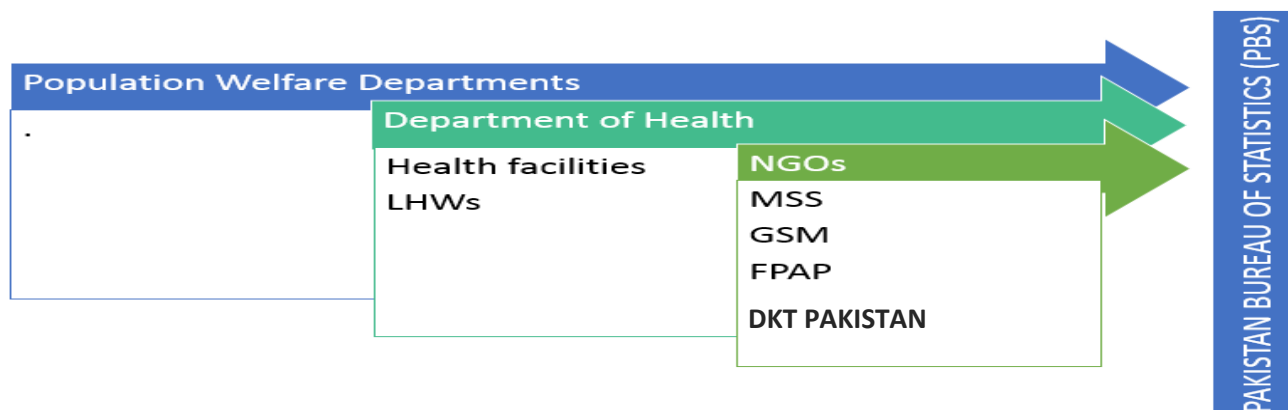 Population Welfare Departments
.
Department of Health
Health facilities
LHWs
NGOs
MSS
GSM
FPAP
DKT PAKISTAN
PAKISTAN BUREAU OF STATISTICS (PBS)